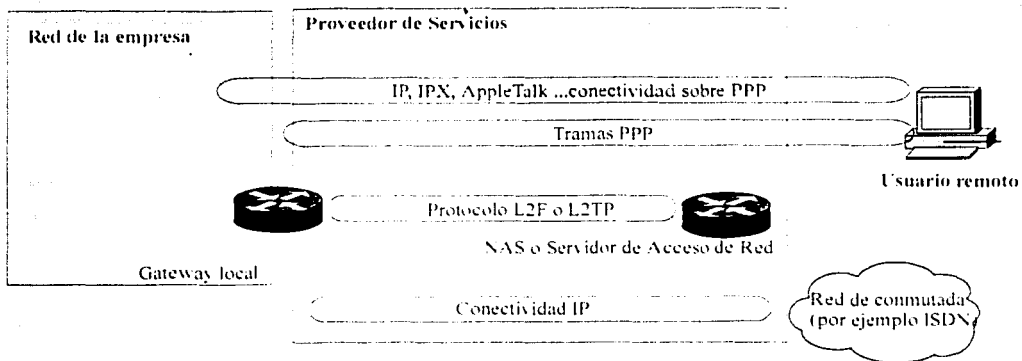 Red de la empresa
Proveedor de Servicios
IP, IPX, AppleTalk ...conectividad sobre PPP
Tramas PPP
Usuario remoto
Protocolo L2F o L2TP
NAS o Servidor de Acceso de Red
Gateway local
Conectividad IP
Red de conmutada
(por ejemplo ISDN